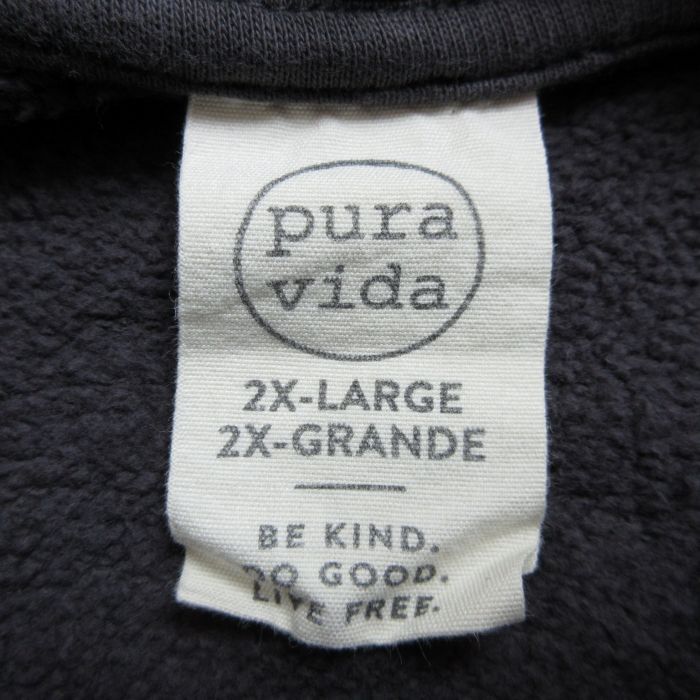 pura
vida
2X-LARGE
2X-GRANDE
BE KIND.
DO GOOD.
LIVE FREE.